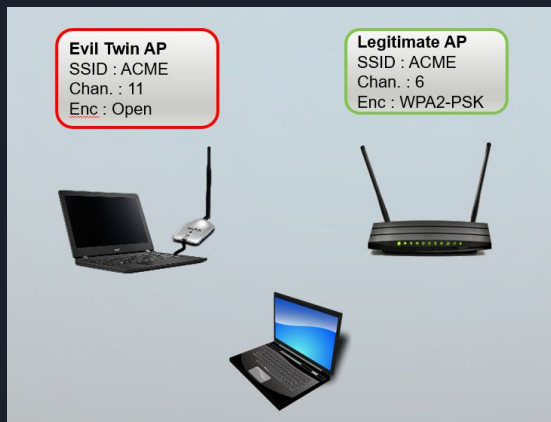 Evil Twin AP
SSID : ACME
Chan. : 11
Enc : Open
Legitimate AP
SSID : ACME
Chan. : 6
Enc : WPA2-PSK